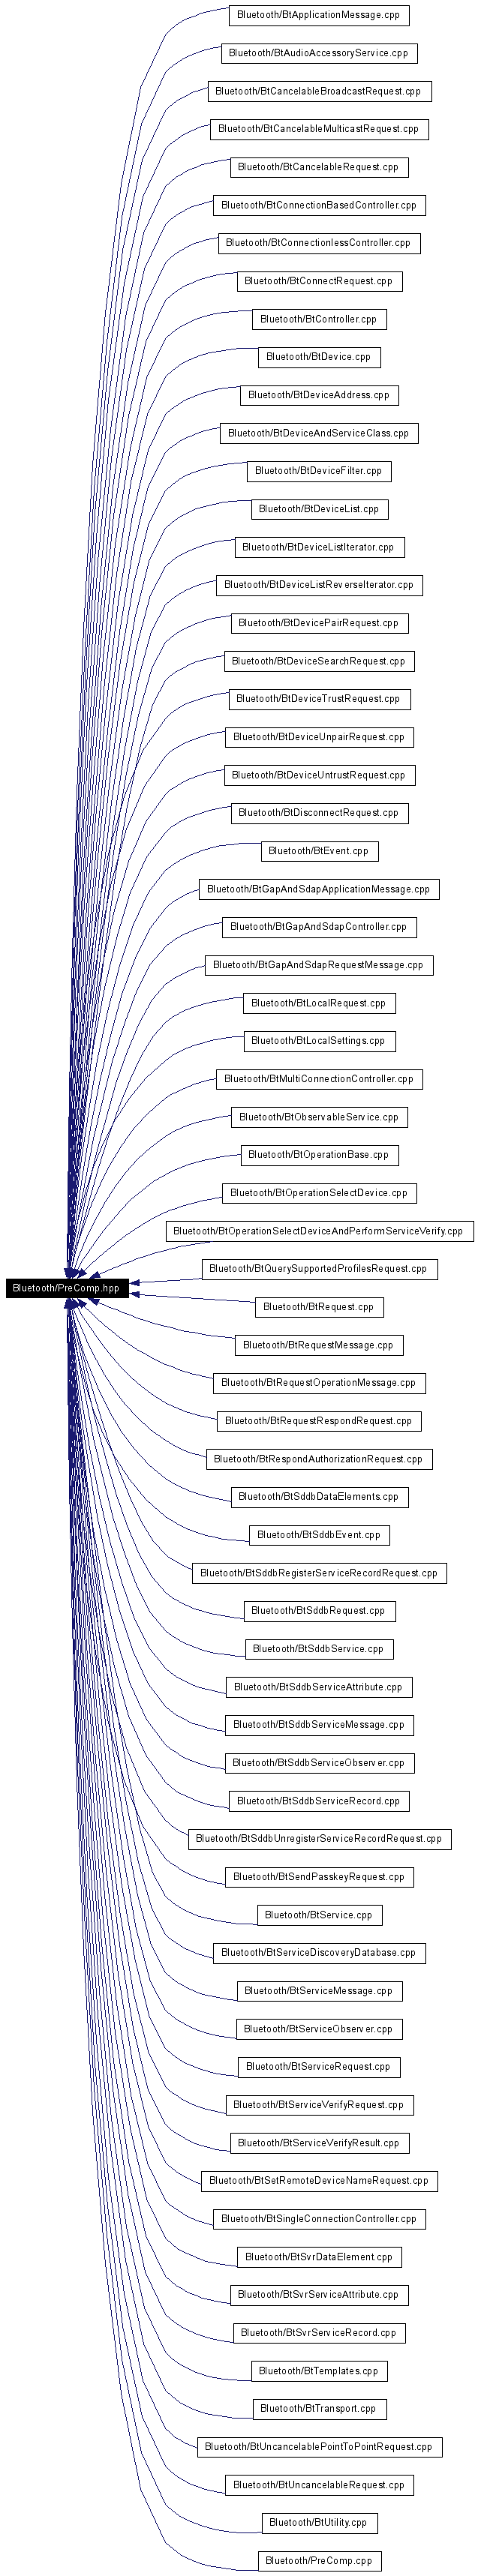 Bluetooth/BtApplicationMessage.cpp
Bluetooth/BtAudioAccessoryService.cpp
Bluetooth/BtCancelableBroadcastRequest.cpp
Bluetooth/BtCancelableMulticastRequest.cpp
Bluetooth/BtCancelableRequest.cpp
Bluetooth/BtConnectionBasedController.cpp
Bluetooth/BtConnectionlessController.cpp
Bluetooth/BtConnectRequest.cpp
Bluetooth/BtController.cpp
Bluetooth/BtDevice.cpp
Bluetooth/BtDeviceAddress.cpp
Bluetooth/BtDeviceAndServiceClass.cpp
Bluetooth/BtDeviceFilter.cpp
Bluetooth/BtDeviceList.cpp
Bluetooth/BtDeviceListIterator.cpp
Bluetooth/BtDeviceListReverseIterator.cpp
Bluetooth/BtDevicePairRequest.cpp
Bluetooth/BtDeviceSearchRequest.cpp
Bluetooth/BtDeviceTrustRequest.cpp
Bluetooth/BtDeviceUnpairRequest.cpp
Bluetooth/BtDeviceUntrustRequest.cpp
Bluetooth/BtDisconnectRequest.cpp
Bluetooth/BtEvent.cpp
Bluetooth/BtGapAndSdapApplicationMessage.cpp
Bluetooth/BtGapAndSdapController.cpp
Bluetooth/BtGapAndSdapRequestMessage.cpp
Bluetooth/BtLocalRequest.cpp
Bluetooth/BtLocalSettings.cpp
Bluetooth/BtMultiConnectionController.cpp
Bluetooth/BtObservableService.cpp
Bluetooth/BtOperationBase.cpp
Bluetooth/BtOperationSelectDevice.cpp
Bluetooth/BtOperationSelectDeviceAndPerformServiceVerify.cpp
Bluetooth/BtQuerySupportedProfilesRequest.cpp
Bluetooth/PreComp.hpp
Bluetooth/BtRequest.cpp
Bluetooth/BtRequestMessage.cpp
Bluetooth/BtRequestOperationMessage.cpp
Bluetooth/BtRequestRespondRequest.cpp
Bluetooth/BtRespondAuthorizationRequest.cpp
Bluetooth/BtSddbDataElements.cpp
Bluetooth/BtSddbEvent.cpp
Bluetooth/BtSddbRegisterServiceRecordRequest.cpp
Bluetooth/BtSddbRequest.cpp
Bluetooth/BtSddbService.cpp
Bluetooth/BtSddbServiceAttribute.cpp
Bluetooth/BtSddbServiceMessage.cpp
Bluetooth/BtSddbServiceObserver.cpp
Bluetooth/BtSddbServiceRecord.cpp
Bluetooth/BtSddbUnregisterServiceRecordRequest.cpp
Bluetooth/BtSendPasskeyRequest.cpp
Bluetooth/BtService.cpp
Bluetooth/BtServiceDiscoveryDatabase.cpp
Bluetooth/BtServiceMessage.cpp
Bluetooth/BtServiceObserver.cpp
Bluetooth/BtServiceRequest.cpp
Bluetooth/BtServiceVerifyRequest.cpp
Bluetooth/BtServiceVerifyResult.cpp
Bluetooth/BtSetRemoteDeviceNameRequest.cpp
Bluetooth/BtSingleConnectionController.cpp
Bluetooth/BtSvrDataElement.cpp
Bluetooth/BtSvrServiceAttribute.cpp
Bluetooth/BtSvrServiceRecord.cpp
Bluetooth/BtTemplates.cpp
Bluetooth/BtTransport.cpp
Bluetooth/BtUncancelablePointToPointRequest.cpp
Bluetooth/BtUncancelableRequest.cpp
Bluetooth/BtUtility.cpp
Bluetooth/PreComp.cpp